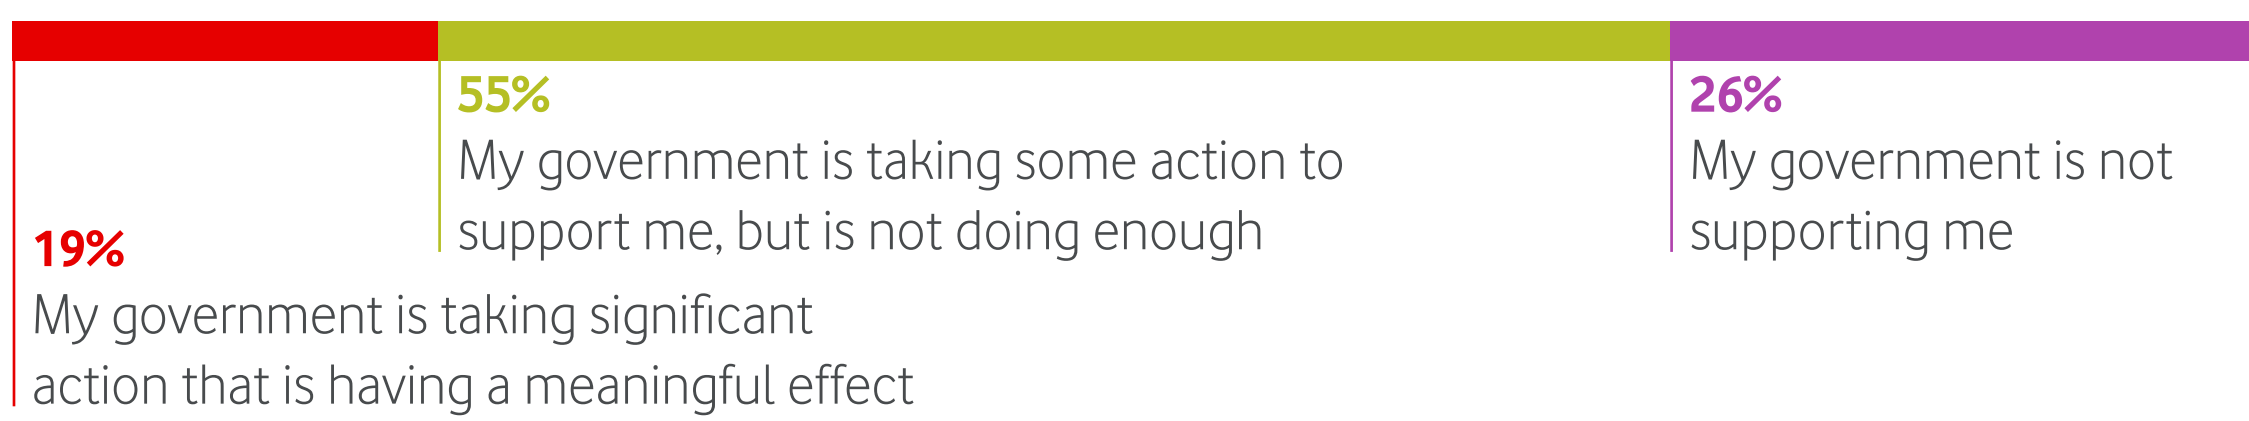 55%
My government is taking some action to
support me, but is not doing enough
26%
My government is not
supporting me
19%
My government is taking significant
action that is having a meaningful effect